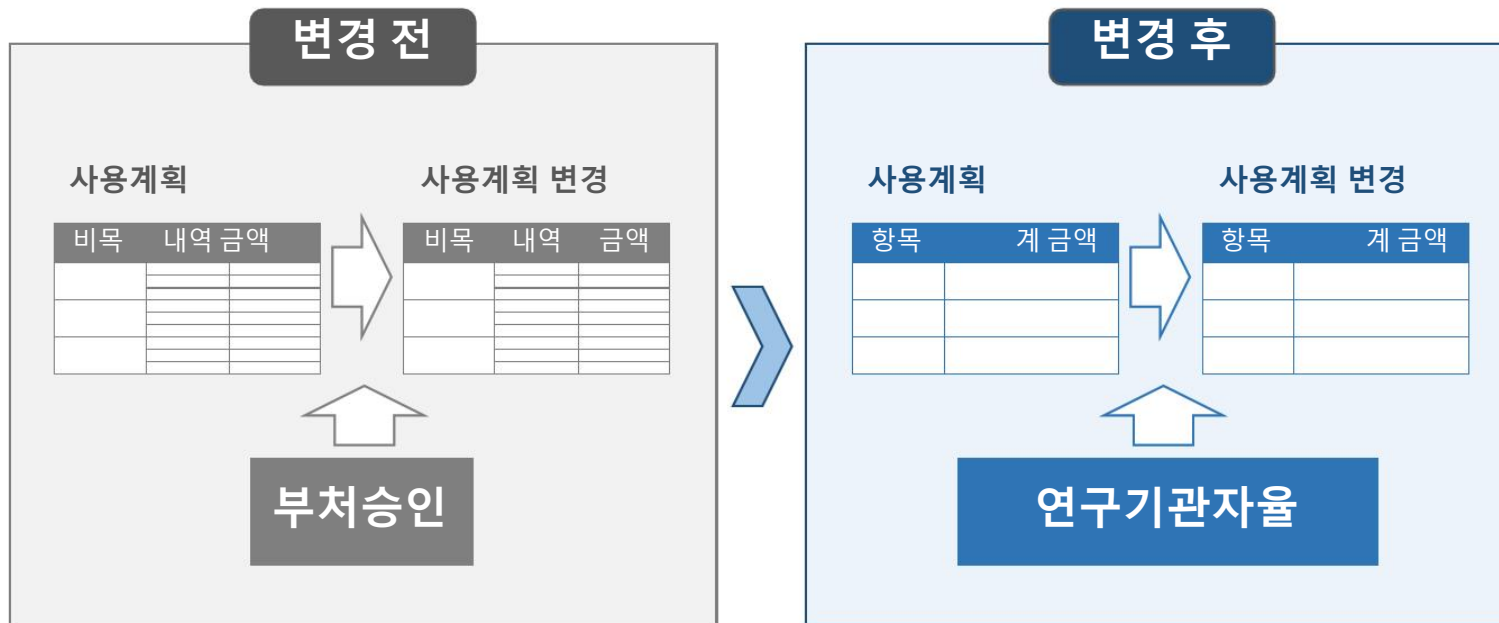 변경 전
사용계획
사용계획 변경
비목 내역 금액
비목 내역 금액
부처승인
변경 후
사용계획
사용계획 변경
항목 계 금액
항목 계 금액
연구기관자율